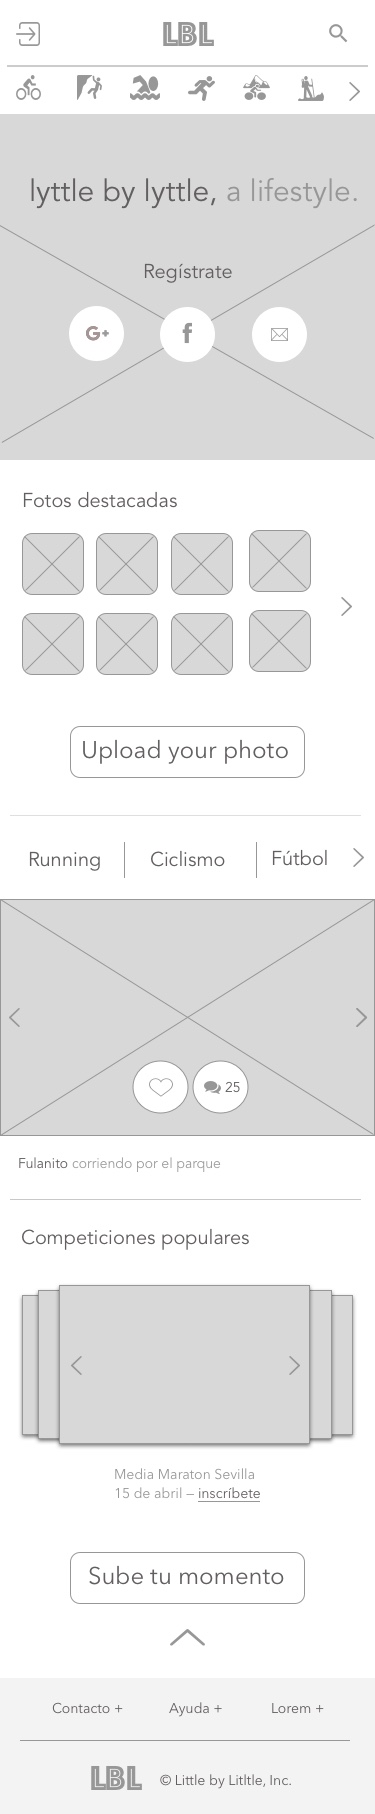 LBL
lyttle by lyttle, a lifestyle.
Regístrate
G+
f
Fotos destacadas
Upload your photo
Running
Ciclismo
Fútbol
25
Fulanito corriendo por el parque
Competiciones populares
Media Maraton Sevilla
15 de abril – inscríbete
Sube tu momento
Contacto +
Ayuda +
Lorem +
LBL
© Little by Litltle, Inc.